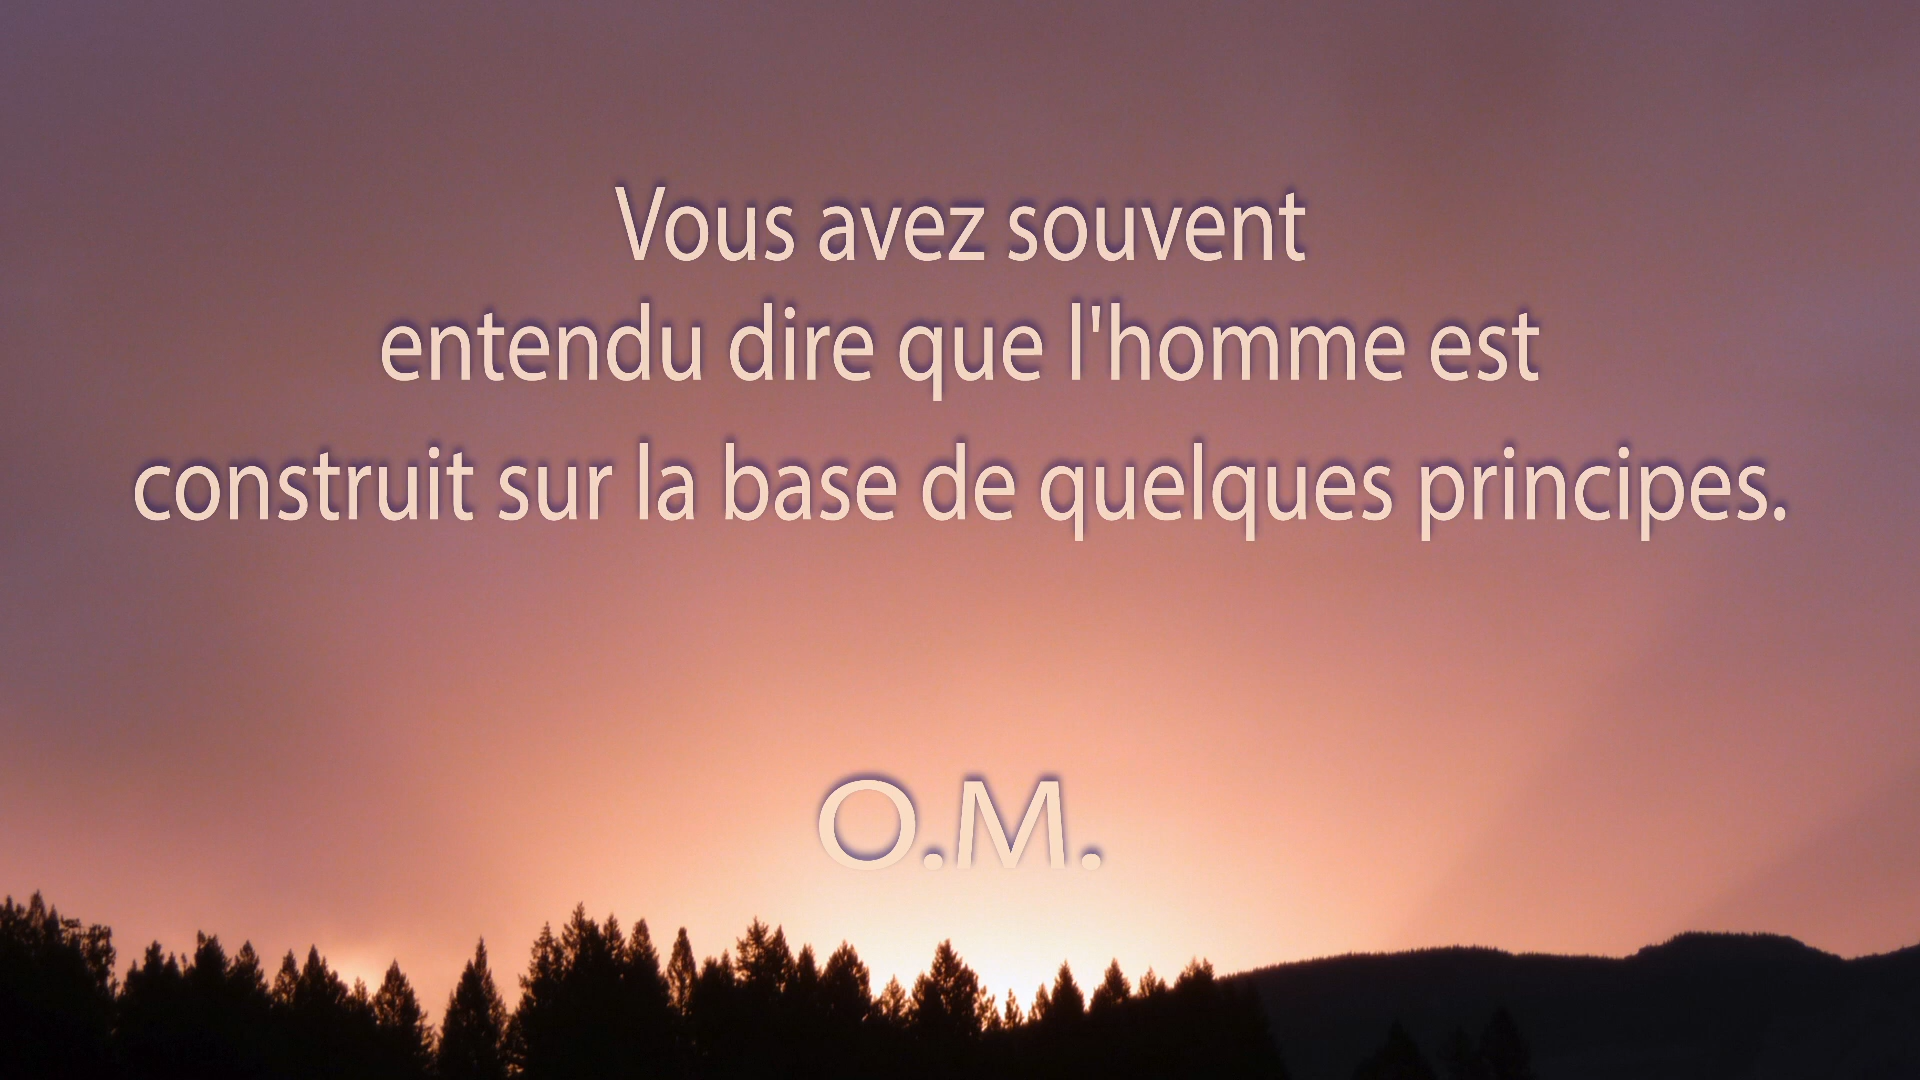 Vous avez souvent
entendu dire que l'homme est
construit sur la base de quelques principes.
O.M.